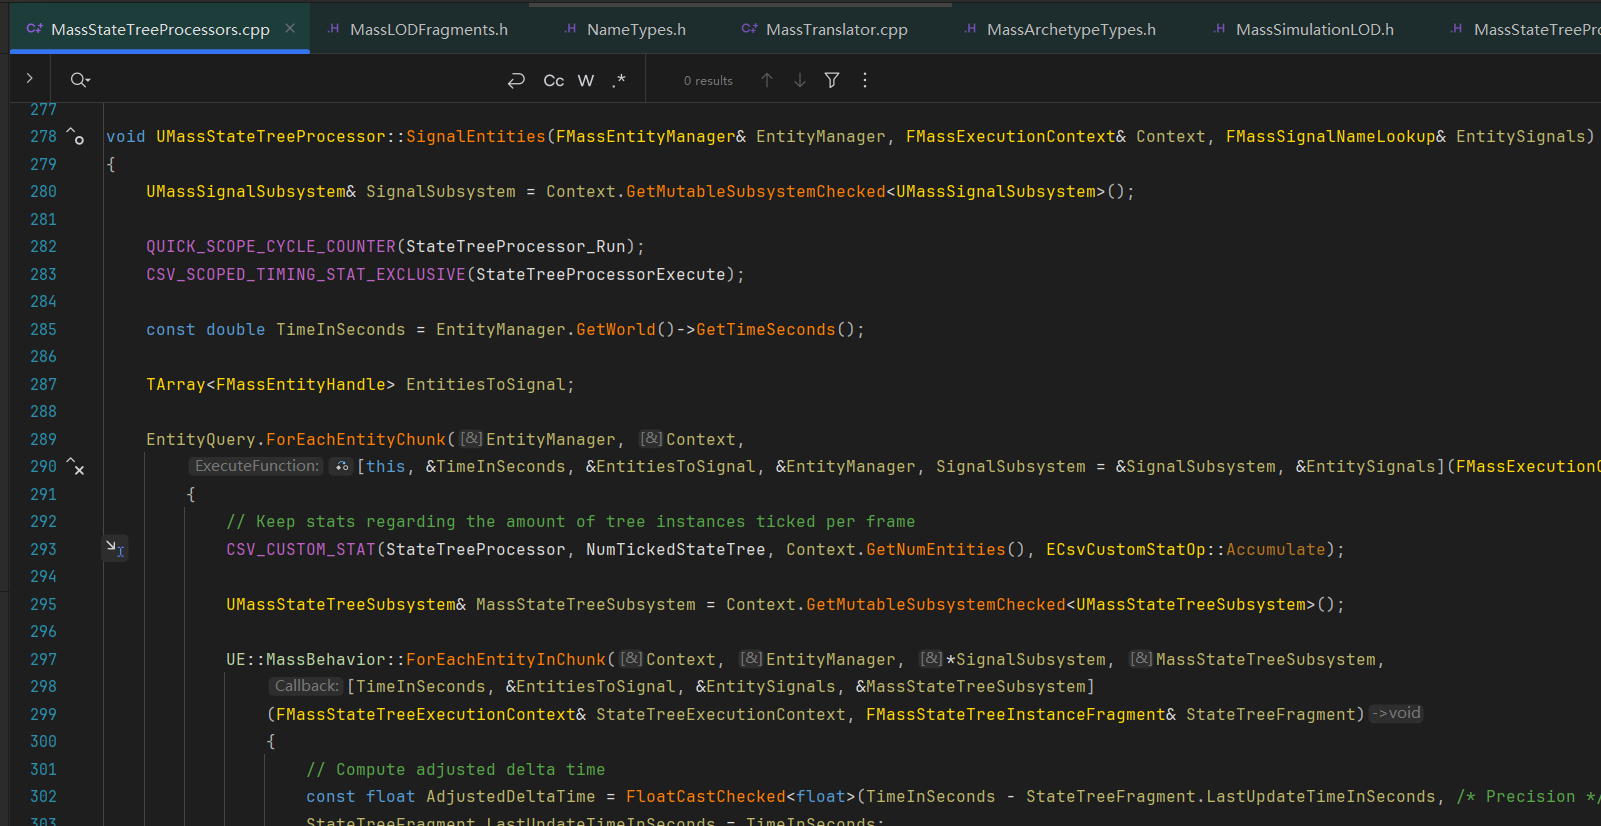 MassStateTreeProcessors.cpp MassLODFragments.h NameTypes.h MassTranslator.cpp MassArchetypeTypes.h MassSimulationLOD.h MassStateTreePro
Cc W .* 0 results
277
278 void UMassStateTreeProcessor::SignalEntities(FMassEntityManager& EntityManager, FMassExecutionContext& Context, FMassSignalNameLookup& EntitySignals)
279 {
280 UMassSignalSubsystem& SignalSubsystem = Context.GetMutableSubsystemChecked<UMassSignalSubsystem>();
281
282 QUICK_SCOPE_CYCLE_COUNTER(StateTreeProcessor_Run);
283 CSV_SCOPED_TIMING_STAT_EXCLUSIVE(StateTreeProcessorExecute);
284
285 const double TimeInSeconds = EntityManager.GetWorld()->GetTimeSeconds();
286
287 TArray<FMassEntityHandle> EntitiesToSignal;
288
289 EntityQuery.ForEachEntityChunk([&]EntityManager, [&]Context,
290 ExecuteFunction: [this, &TimeInSeconds, &EntitiesToSignal, &EntityManager, SignalSubsystem = &SignalSubsystem, &EntitySignals](FMassExecution
291 {
292 // Keep stats regarding the amount of tree instances ticked per frame
293 CSV_CUSTOM_STAT(StateTreeProcessor, NumTickedStateTree, Context.GetNumEntities(), ECsvCustomStatOp::Accumulate);
294
295 UMassStateTreeSubsystem& MassStateTreeSubsystem = Context.GetMutableSubsystemChecked<UMassStateTreeSubsystem>();
296
297 UE::MassBehavior::ForEachEntityInChunk([&]Context, [&]EntityManager, [&]*SignalSubsystem, [&]MassStateTreeSubsystem,
298 Callback: [TimeInSeconds, &EntitiesToSignal, &EntitySignals, &MassStateTreeSubsystem]
299 (FMassStateTreeExecutionContext& StateTreeExecutionContext, FMassStateTreeInstanceFragment& StateTreeFragment) ->void
300 {
301 // Compute adjusted delta time
302 const float AdjustedDeltaTime = FloatCastChecked<float>(TimeInSeconds - StateTreeFragment.LastUpdateTimeInSeconds, /* Precision */
303 StateTreeFragment.LastUpdateTimeInSeconds = TimeInSeconds;